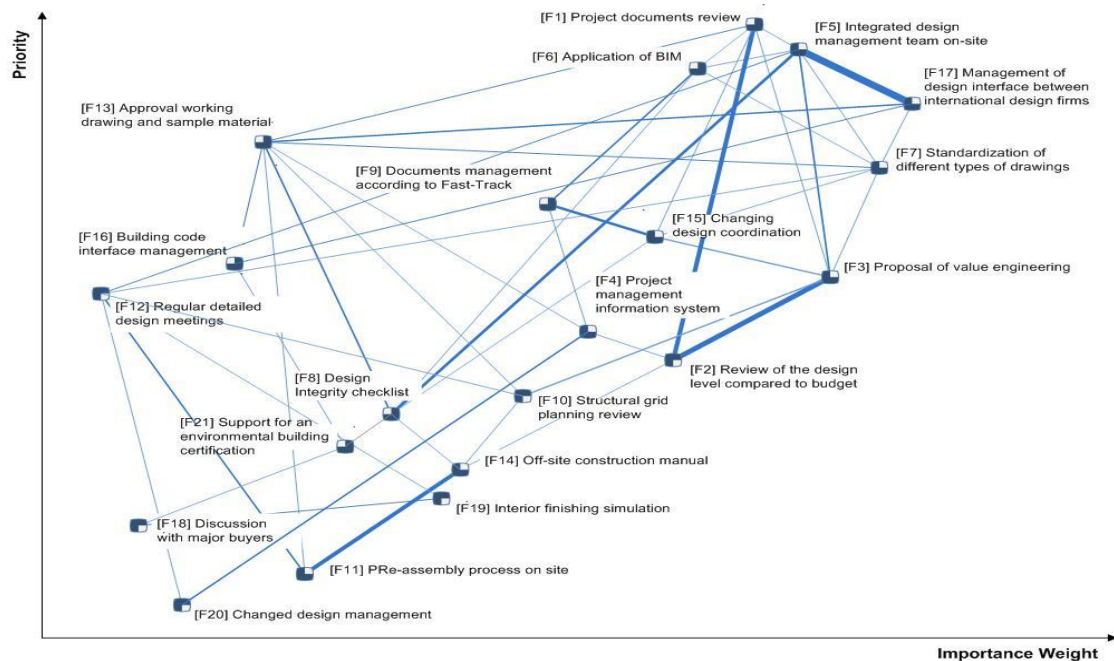 Priority
[F1] Project documents review
[F5] Integrated design
management team on-site
[F6] Application of BIM
[F17] Management of
design interface between
international design firms
[F13] Approval working
drawing and sample material
[F7] Standardization of
different types of drawings
[F9] Documents management
according to Fast-Track
[F15] Changing
design coordination
[F16] Building code
interface management
[F3] Proposal of value engineering
[F4] Project
management
information system
[F12] Regular detailed
design meetings
[F2] Review of the design
level compared to budget
[F8] Design
Integrity checklist
[F10] Structural grid
planning review
[F21] Support for an
environmental building
certification
[F14] Off-site construction manual
[F19] Interior finishing simulation
[F18] Discussion
with major buyers
[F11] PRe-assembly process on site
[F20] Changed design management
Importance Weight